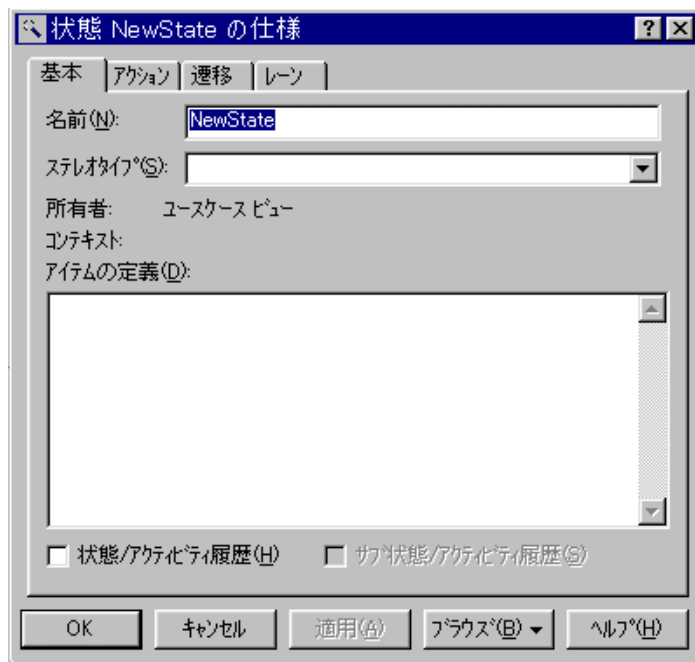 状態 NewState の仕様
基本 アクション 遷移 レーン
名前(N): NewState
ステレオタイプ(S):
所有者: ユースケース ビュー
コンテキスト:
アイテムの定義(D):
状態/アクティビティ履歴(H) サブ状態/アクティビティ履歴(S)
OK キャンセル 適用(A) ブラウズ(B) ヘルプ(H)